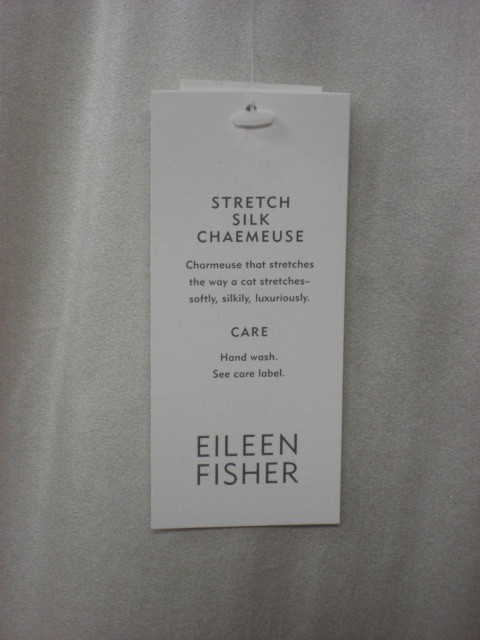 STRETCH
SILK
CHAEMEUSE
Charmeuse that stretches
the way a cat stretches–
softly, silkily, luxuriously.
CARE
Hand wash.
See care label.
EILEEN
FISHER